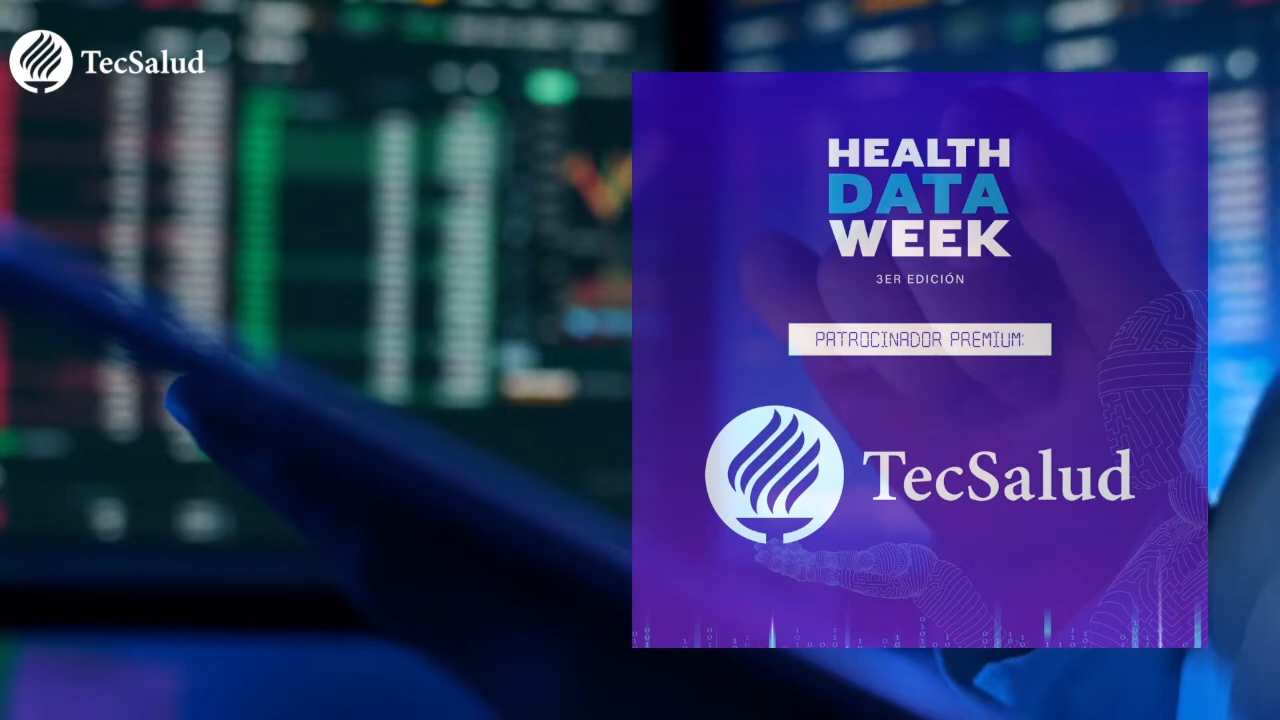 TecSalud
HEALTH
DATA
WEEK
3ER EDICIÓN
PATROCINADOR PREMIUM:
TecSalud